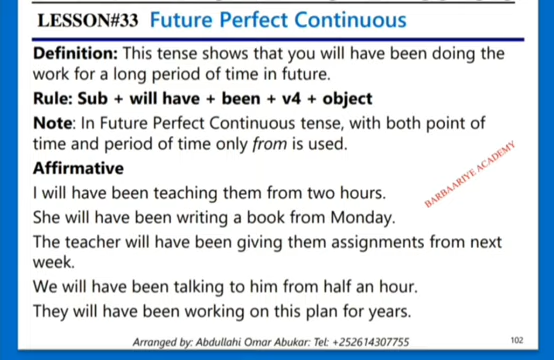 LESSON#33 Future Perfect Continuous
Definition: This tense shows that you will have been doing the
work for a long period of time in future.
Rule: Sub + will have + been + v4 + object
Note: In Future Perfect Continuous tense, with both point of
time and period of time only from is used.
BARBAARIYE ACADEMY
Affirmative
I will have been teaching them from two hours.
She will have been writing a book from Monday.
The teacher will have been giving them assignments from next
week.
We will have been talking to him from half an hour.
They will have been working on this plan for years.
Arranged by: Abdullahi Omar Abukar: Tel: +252614307755
102